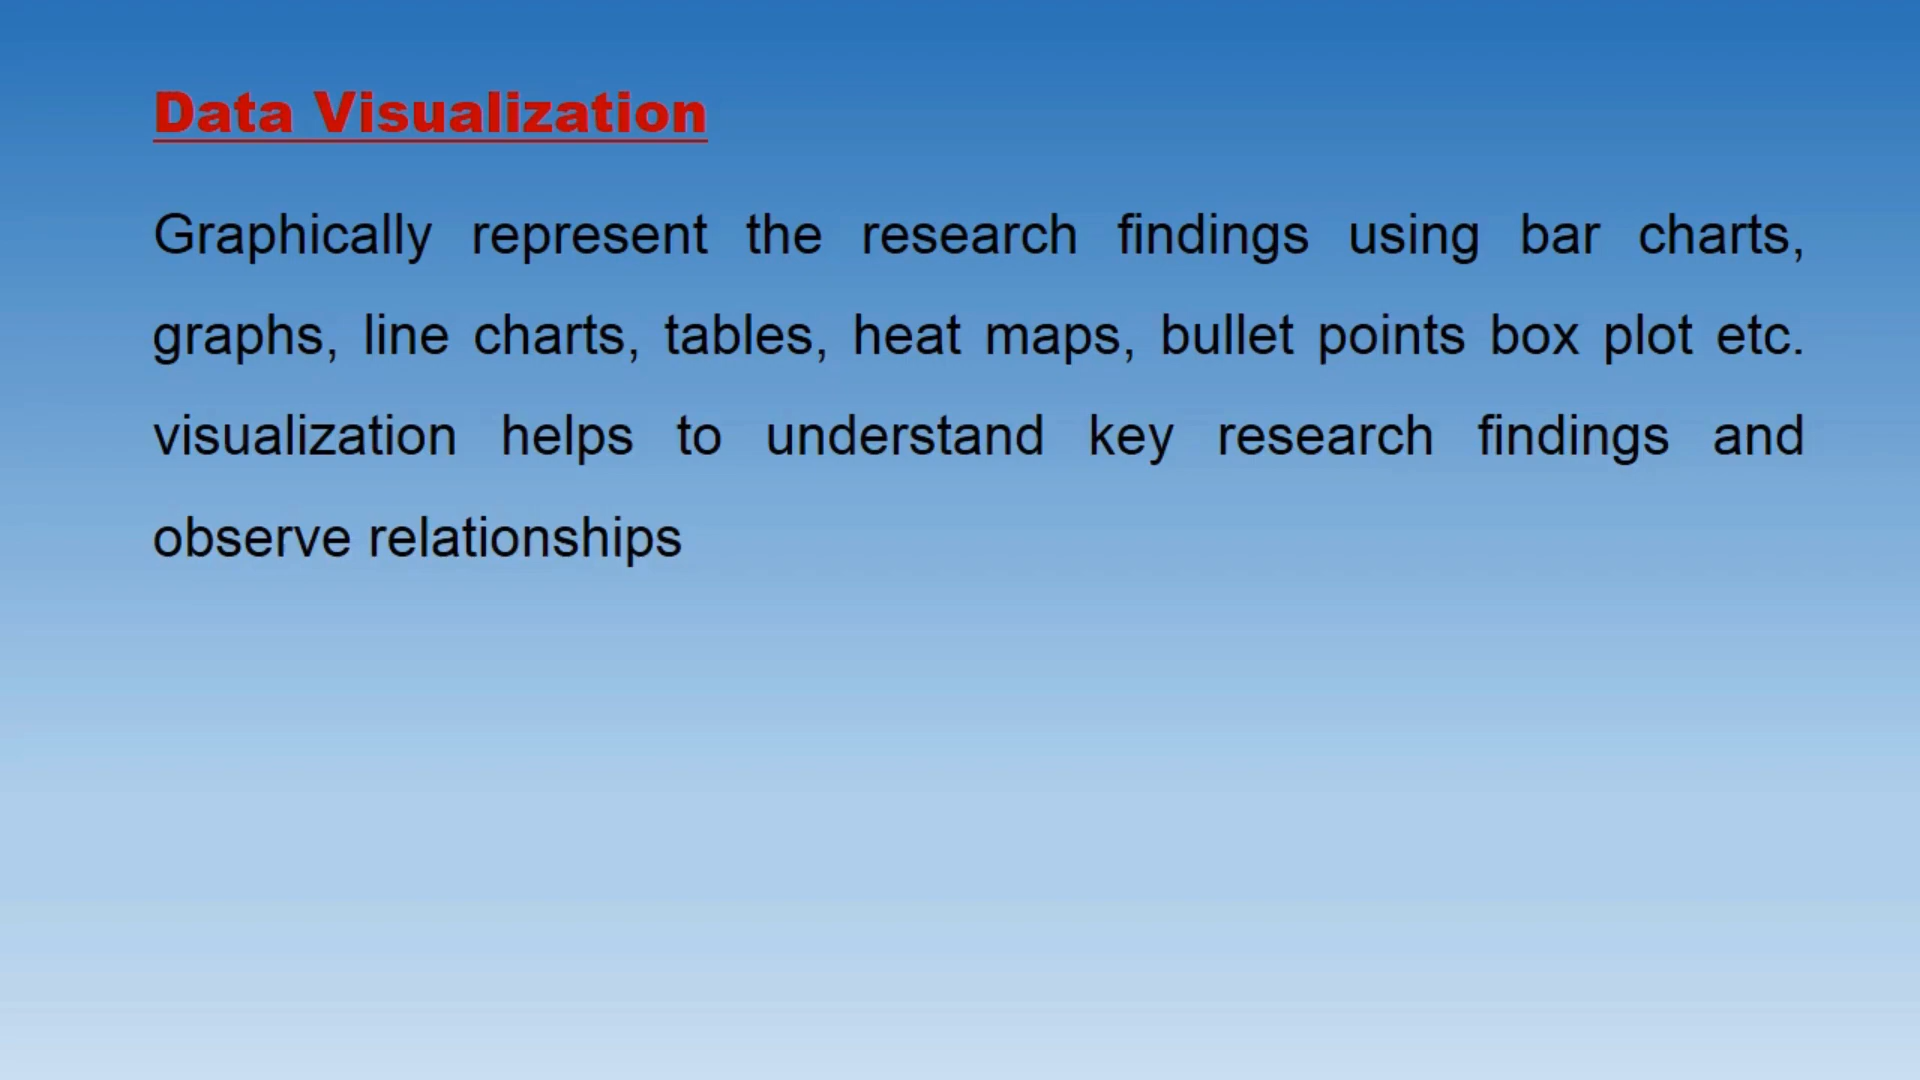 Data Visualization
Graphically represent the research findings using bar charts,
graphs, line charts, tables, heat maps, bullet points box plot etc.
visualization helps to understand key research findings and
observe relationships